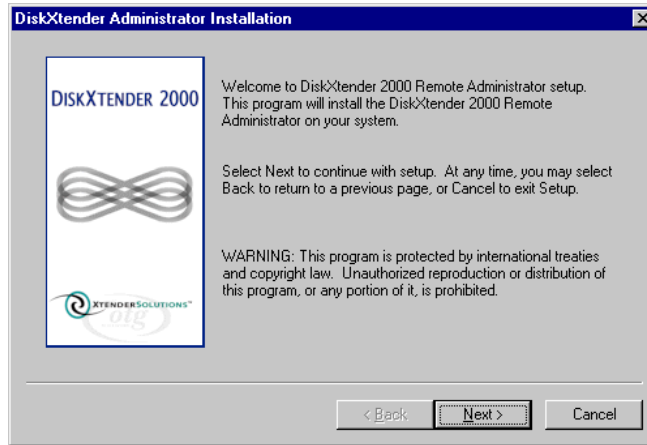 DiskXtender Administrator Installation
DISKXTENDER 2000
Welcome to DiskXtender 2000 Remote Administrator setup.
This program will install the DiskXtender 2000 Remote
Administrator on your system.
Select Next to continue with setup. At any time, you may select
Back to return to a previous page, or Cancel to exit Setup.
WARNING: This program is protected by international treaties
and copyright law. Unauthorized reproduction or distribution of
this program, or any portion of it, is prohibited.
XTENDERSOLUTIONS™
otg
< Back
Next >
Cancel